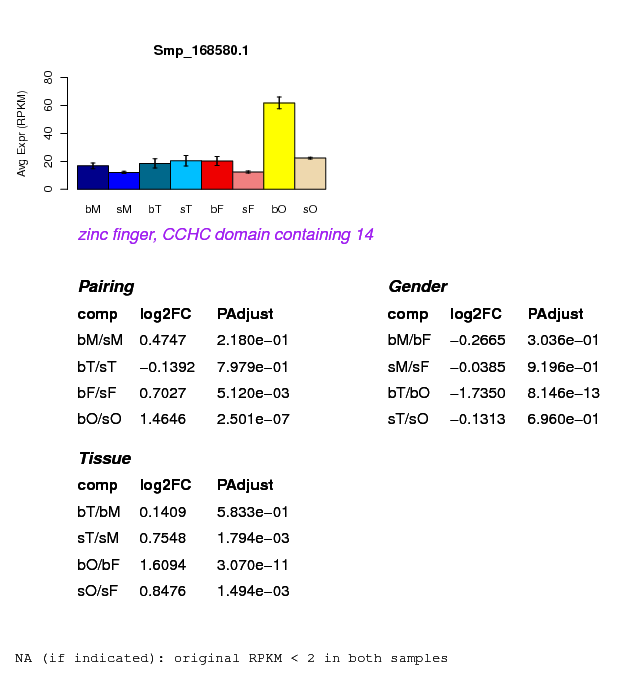 Smp_168580.1
Avg Expr (RPKM)
80
60
40
20
0
bM sM bT sT bF sF bO sO
zinc finger, CCHC domain containing 14
Pairing
comp log2FC PAdjust
bM/sM 0.4747 2.180e−01
bT/sT −0.1392 7.979e−01
bF/sF 0.7027 5.120e−03
bO/sO 1.4646 2.501e−07
Gender
comp log2FC PAdjust
bM/bF −0.2665 3.036e−01
sM/sF −0.0385 9.196e−01
bT/bO −1.7350 8.146e−13
sT/sO −0.1313 6.960e−01
Tissue
comp log2FC PAdjust
bT/bM 0.1409 5.833e−01
sT/sM 0.7548 1.794e−03
bO/bF 1.6094 3.070e−11
sO/sF 0.8476 1.494e−03
NA (if indicated): original RPKM < 2 in both samples